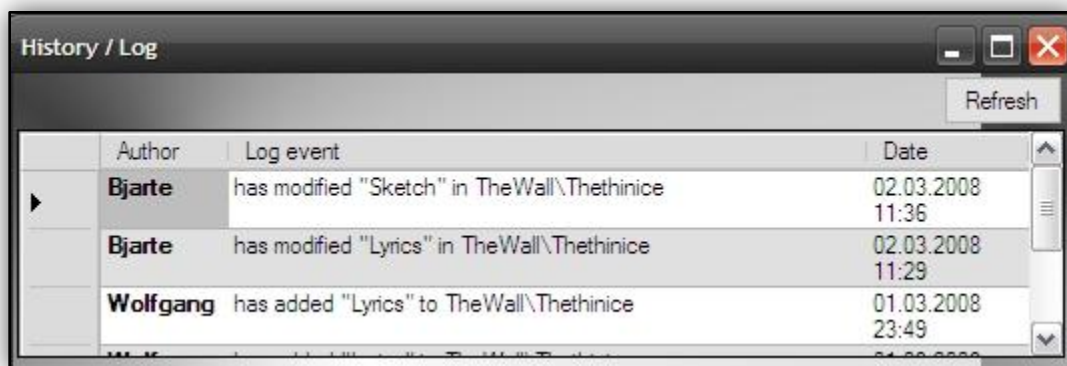 History / Log
Refresh
Author Log event Date
Bjarte has modified "Sketch" in TheWall\Thethinice 02.03.2008
11:36
Bjarte has modified "Lyrics" in TheWall\Thethinice 02.03.2008
11:29
Wolfgang has added "Lyrics" to TheWall\Thethinice 01.03.2008
23:49